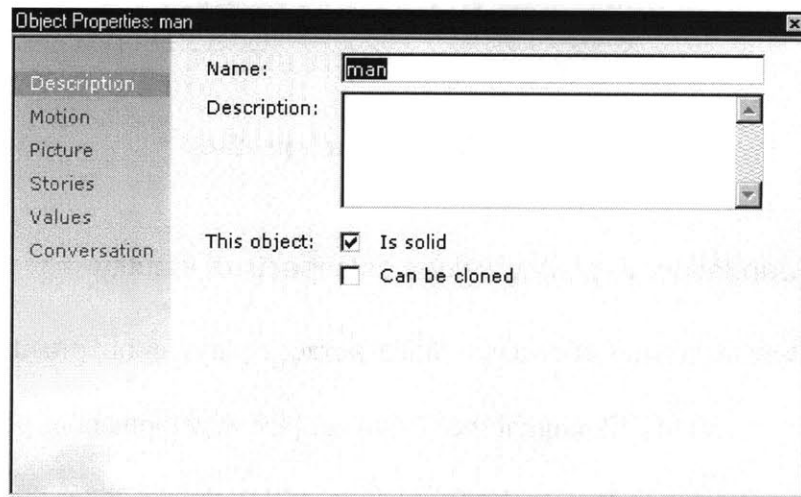 Object Properties: man
Description
Motion
Picture
Stories
Values
Conversation
Name: man
Description:
This object: Is solid
Can be cloned